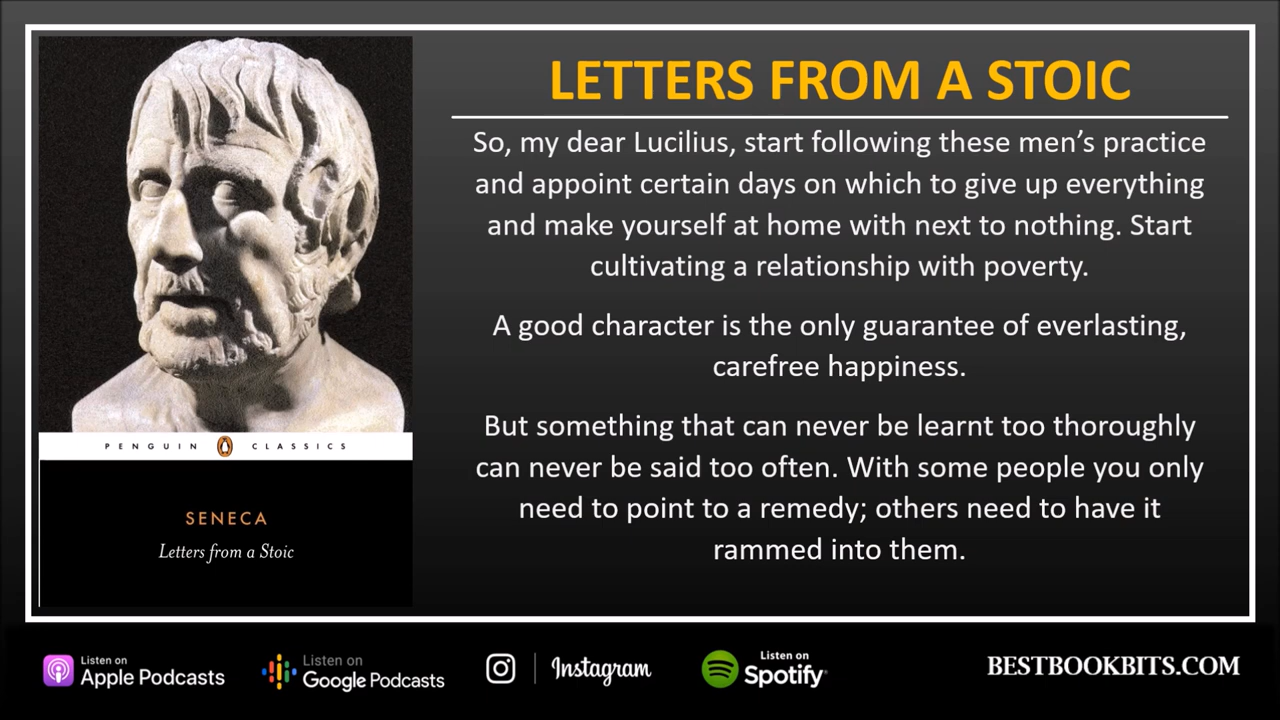 LETTERS FROM A STOIC
So, my dear Lucilius, start following these men’s practice
and appoint certain days on which to give up everything
and make yourself at home with next to nothing. Start
cultivating a relationship with poverty.
A good character is the only guarantee of everlasting,
carefree happiness.
But something that can never be learnt too thoroughly
can never be said too often. With some people you only
need to point to a remedy; others need to have it
rammed into them.
PENGUIN CLASSICS
SENECA
Letters from a Stoic
Listen on
Apple Podcasts
Listen on
Google Podcasts
Instagram
Listen on
Spotify
BESTBOOKBITS.COM